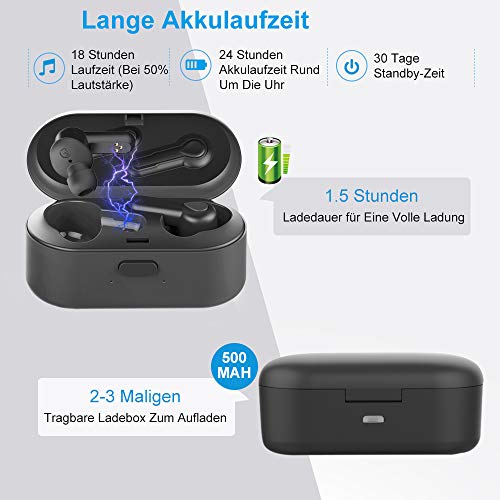 Lange Akkulaufzeit
18 Stunden
Laufzeit (Bei 50%
Lautstärke)
24 Stunden
Akkulaufzeit Rund
Um Die Uhr
30 Tage
Standby-Zeit
1.5 Stunden
Ladedauer für Eine Volle Ladung
500
MAH
2-3 Maligen
Tragbare Ladebox Zum Aufladen